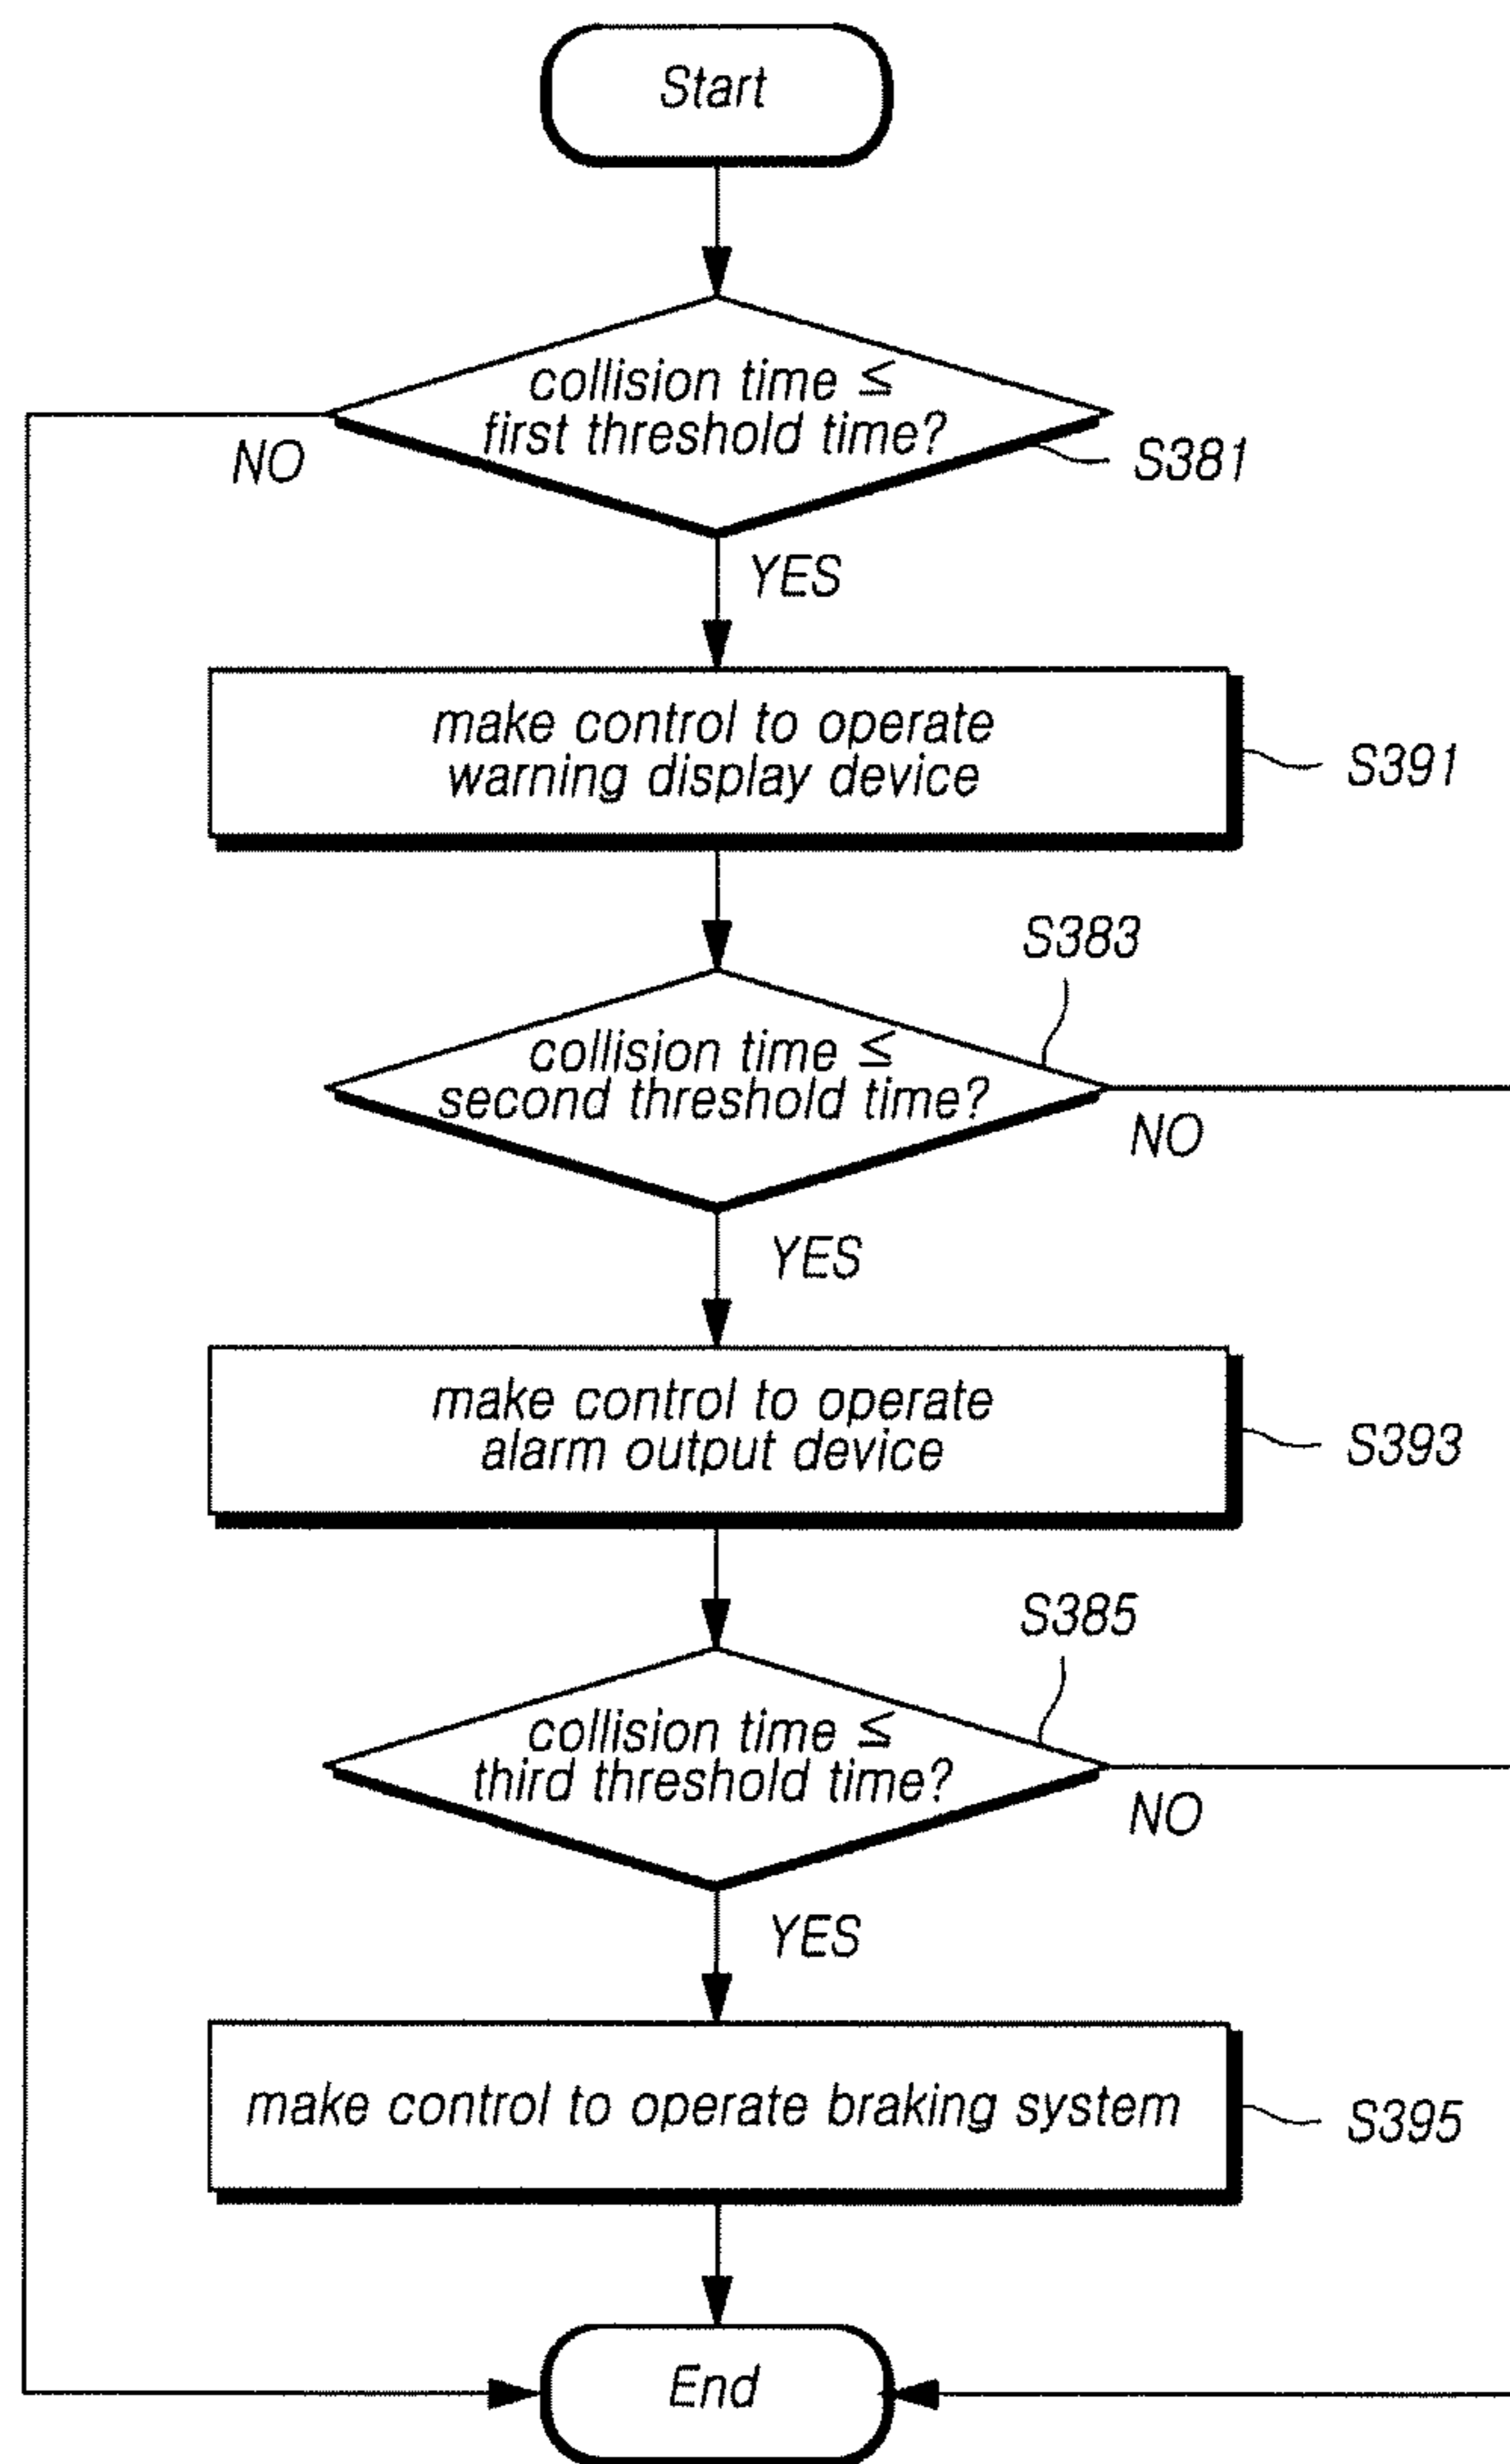 Start
collision time ≤
first threshold time?
NO
S381
YES
make control to operate
warning display device
S391
S383
collision time ≤
second threshold time?
NO
YES
make control to operate
alarm output device
S393
S385
collision time ≤
third threshold time?
NO
YES
make control to operate braking system
S395
End